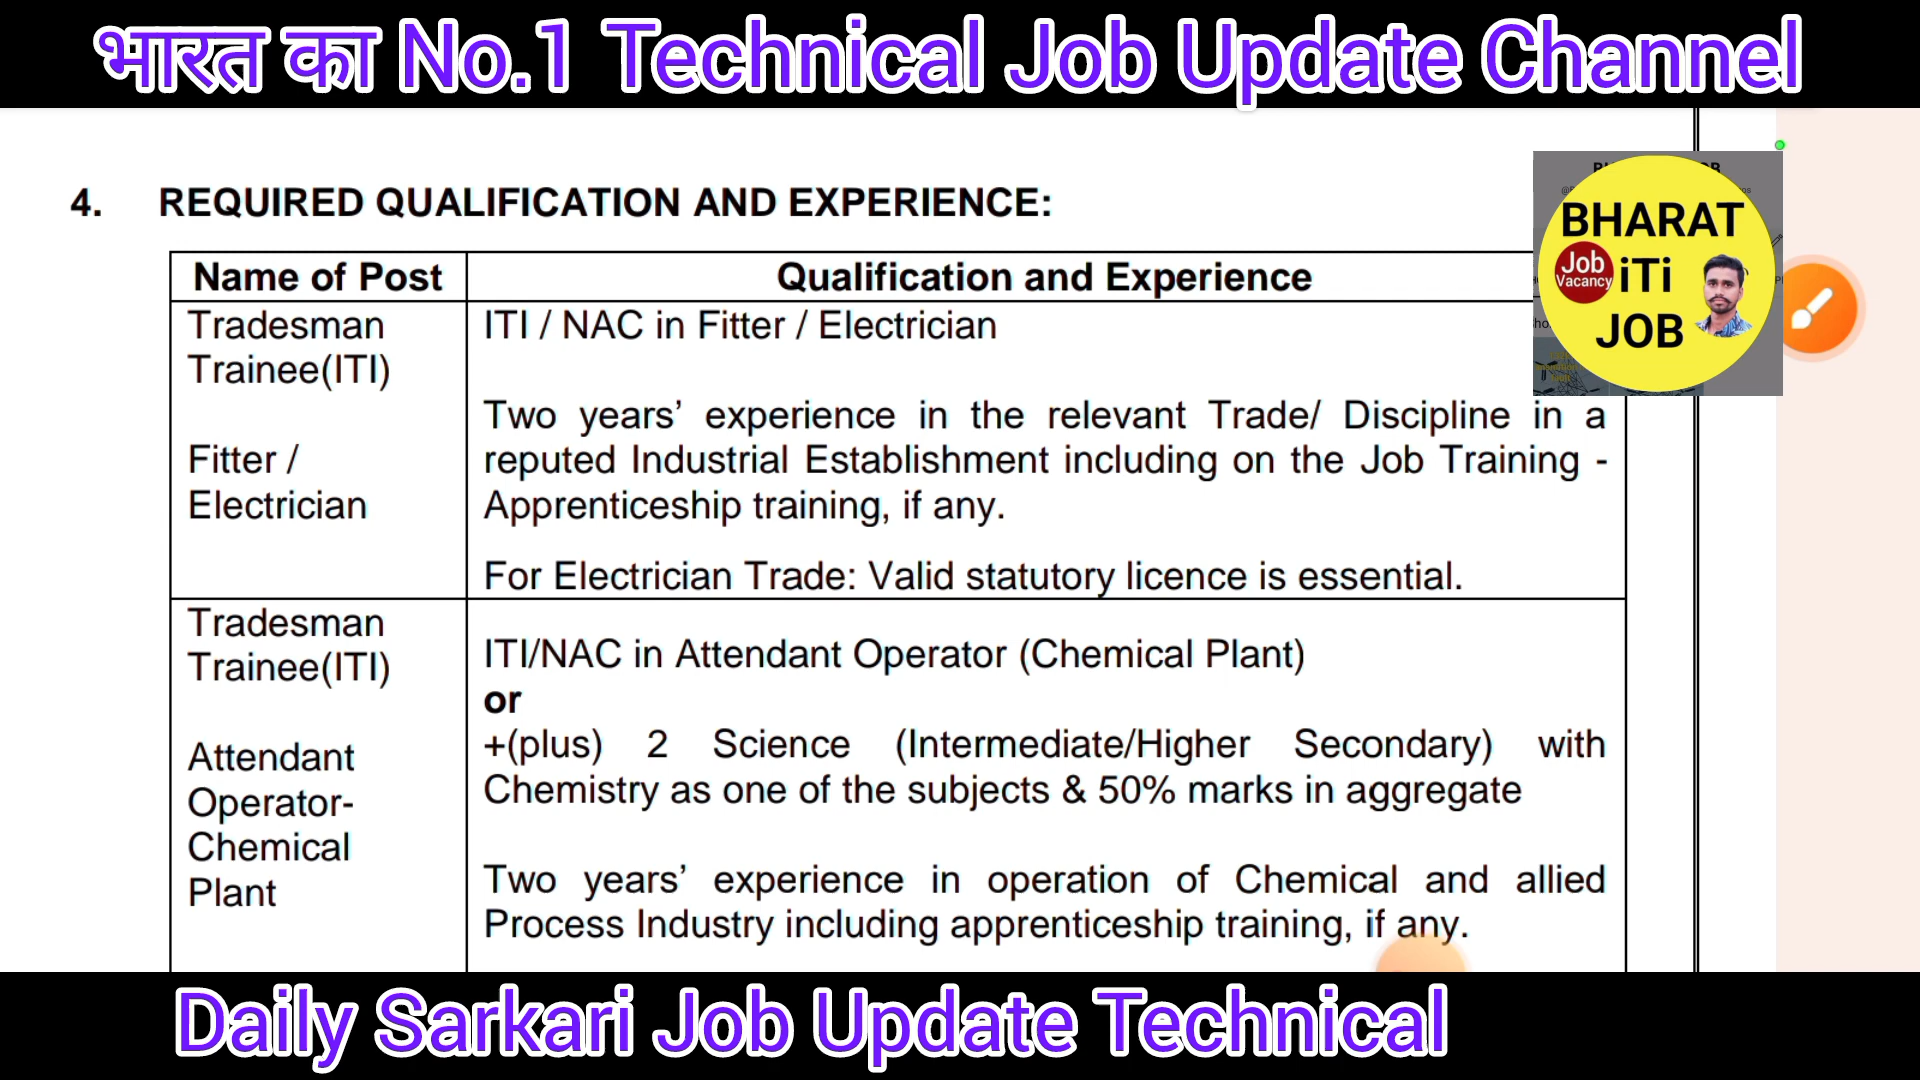 भारत का No.1 Technical Job Update Channel
4. REQUIRED QUALIFICATION AND EXPERIENCE:
Name of Post
Qualification and Experience
Tradesman
Trainee(ITI)
Fitter /
Electrician
ITI / NAC in Fitter / Electrician
Two years’ experience in the relevant Trade/ Discipline in a
reputed Industrial Establishment including on the Job Training -
Apprenticeship training, if any.
For Electrician Trade: Valid statutory licence is essential.
Tradesman
Trainee(ITI)
Attendant
Operator-
Chemical
Plant
ITI/NAC in Attendant Operator (Chemical Plant)
or
+(plus) 2 Science (Intermediate/Higher Secondary) with
Chemistry as one of the subjects & 50% marks in aggregate
Two years’ experience in operation of Chemical and allied
Process Industry including apprenticeship training, if any.
BHARAT
Job
Vacancy
iTi
JOB
Daily Sarkari Job Update Technical